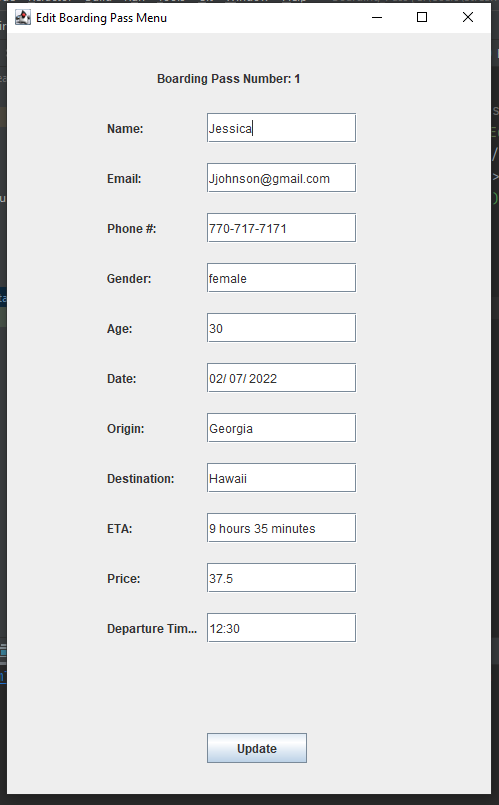 Edit Boarding Pass Menu
Boarding Pass Number: 1
Name: Jessica
Email: Jjohnson@gmail.com
Phone #: 770-717-7171
Gender: female
Age: 30
Date: 02/ 07/ 2022
Origin: Georgia
Destination: Hawaii
ETA: 9 hours 35 minutes
Price: 37.5
Departure Tim... 12:30
Update